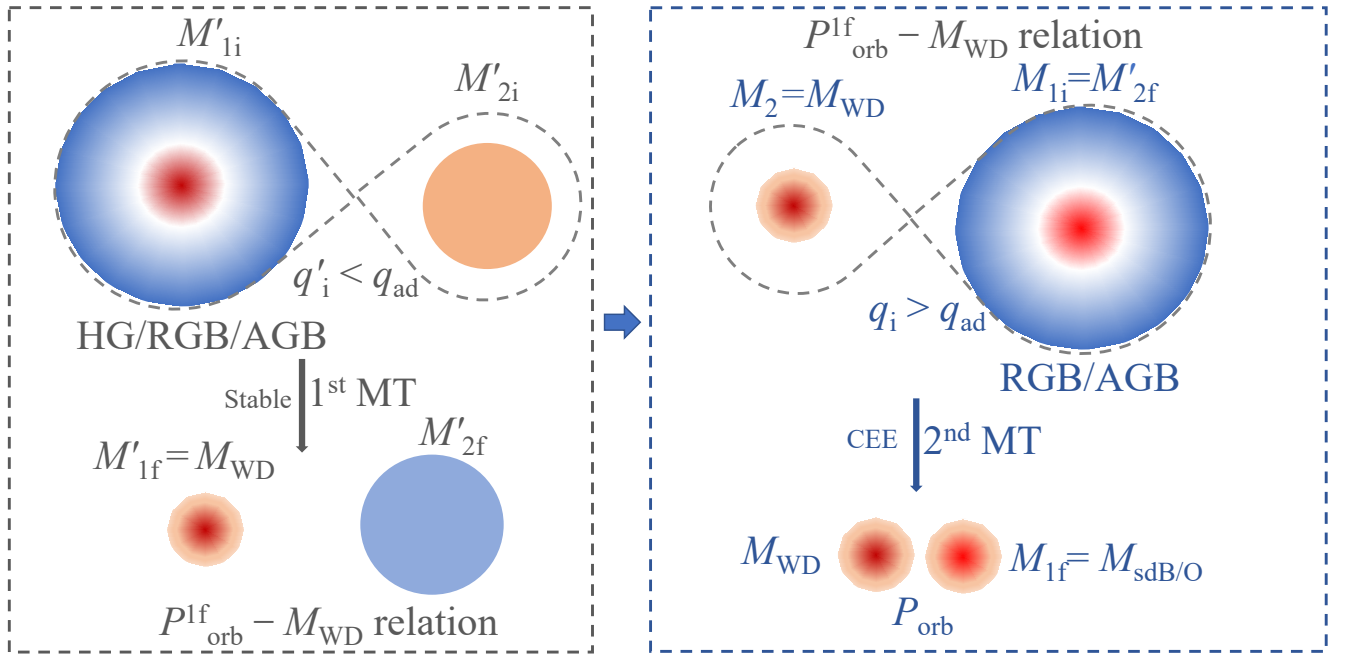 M′1i
M′2i
q′i < qad
HG/RGB/AGB
Stable 1st MT
M′1f = MWD
M′2f
P1forb − MWD relation
P1forb − MWD relation
M2=MWD
M1i=M′2f
qi > qad
RGB/AGB
CEE 2nd MT
MWD
M1f= MsdB/O
Porb